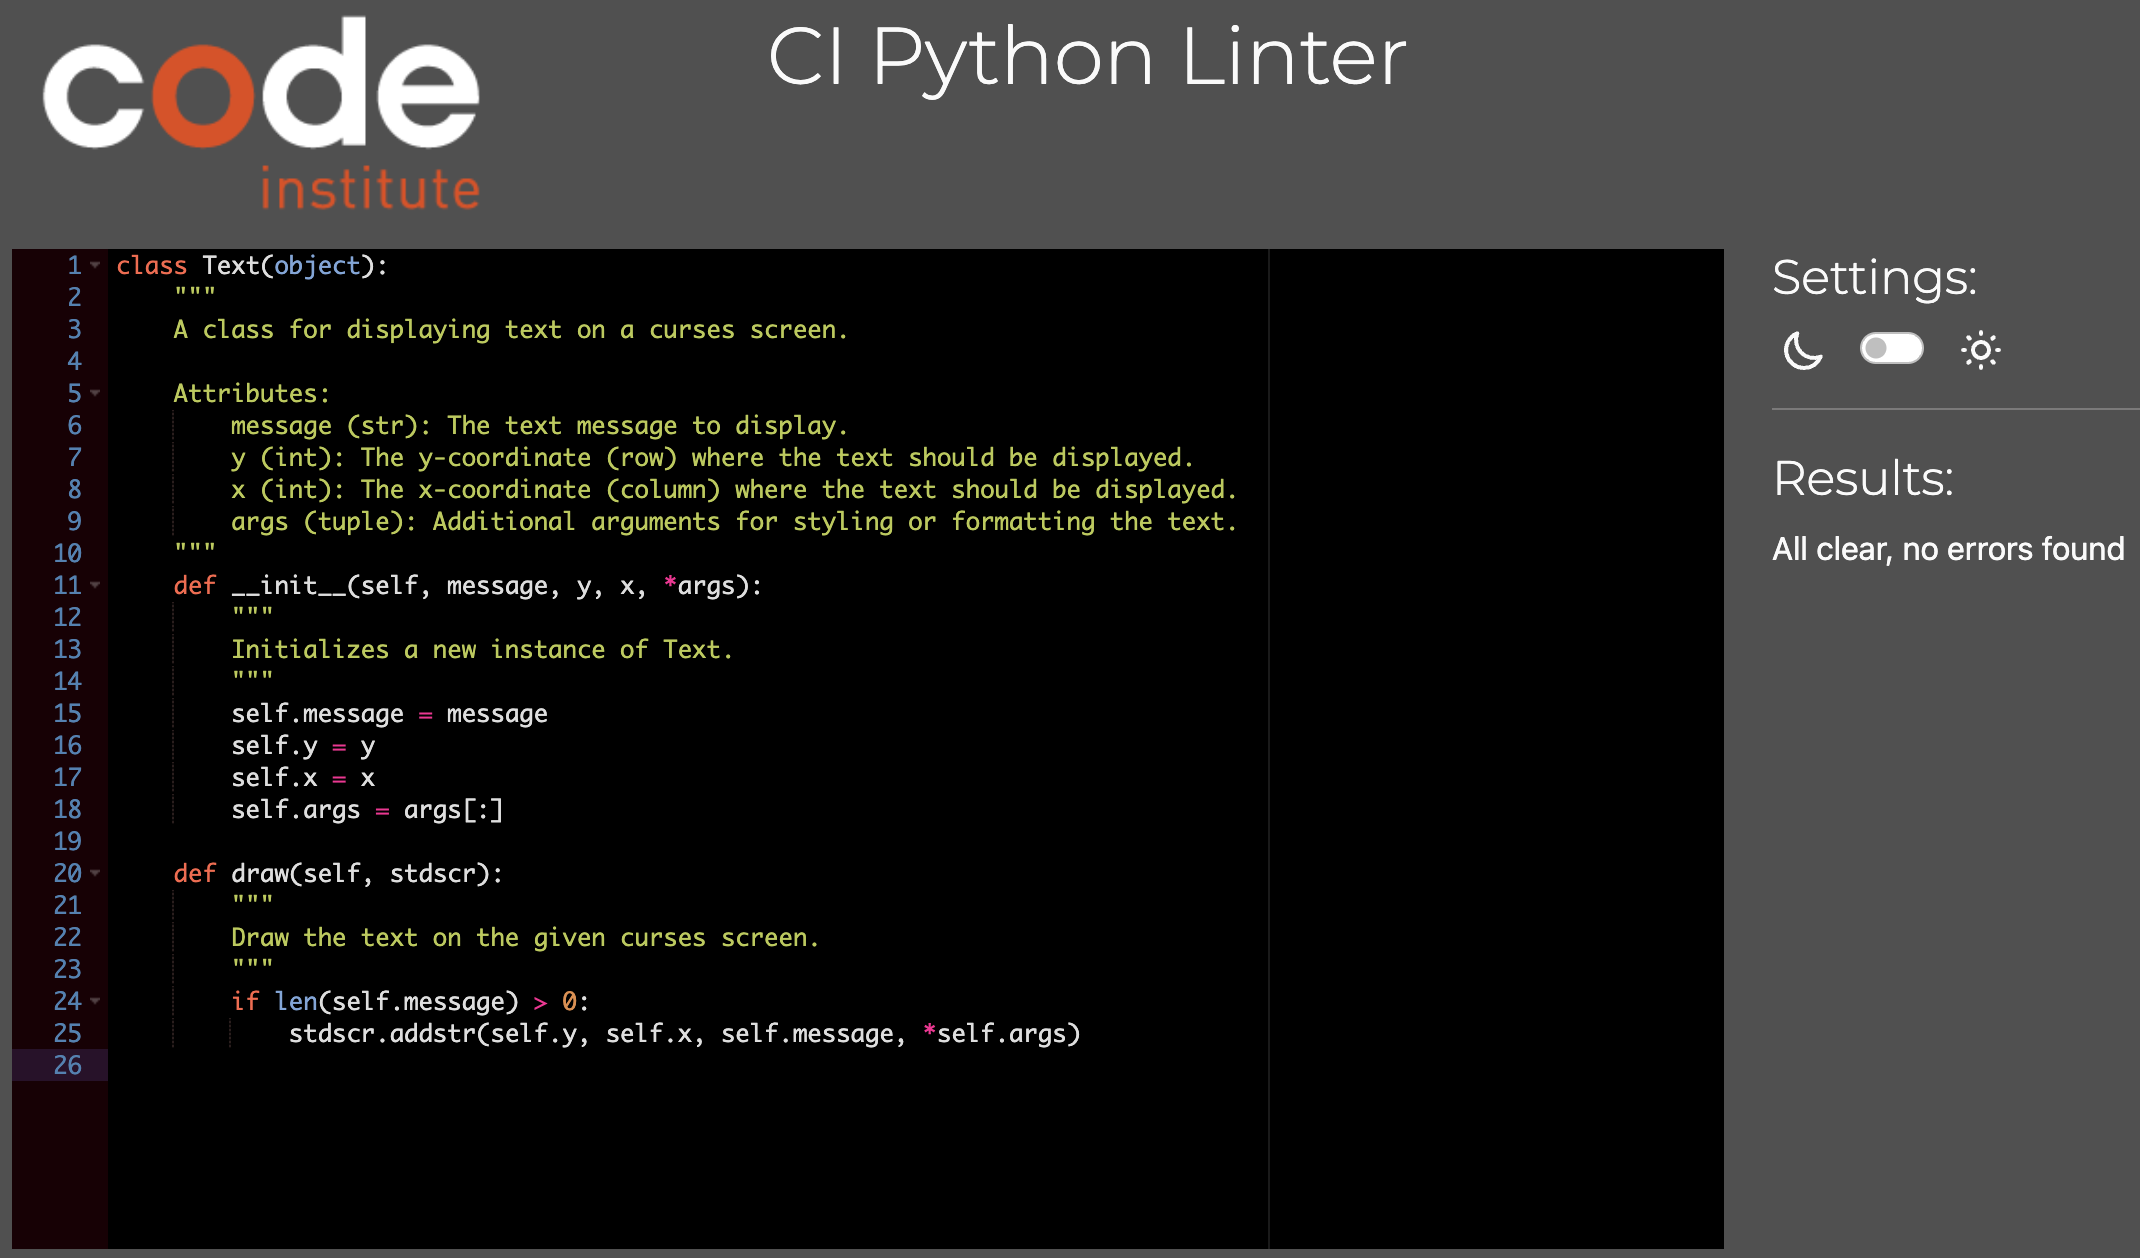 code
institute
CI Python Linter
1 class Text(object):
2     """
3     A class for displaying text on a curses screen.
4
5     Attributes:
6         message (str): The text message to display.
7         y (int): The y-coordinate (row) where the text should be displayed.
8         x (int): The x-coordinate (column) where the text should be displayed.
9         args (tuple): Additional arguments for styling or formatting the text.
10     """
11     def __init__(self, message, y, x, *args):
12         """
13         Initializes a new instance of Text.
14         """
15         self.message = message
16         self.y = y
17         self.x = x
18         self.args = args[:]
19
20     def draw(self, stdscr):
21         """
22         Draw the text on the given curses screen.
23         """
24         if len(self.message) > 0:
25             stdscr.addstr(self.y, self.x, self.message, *self.args)
26
Settings:
Results:
All clear, no errors found